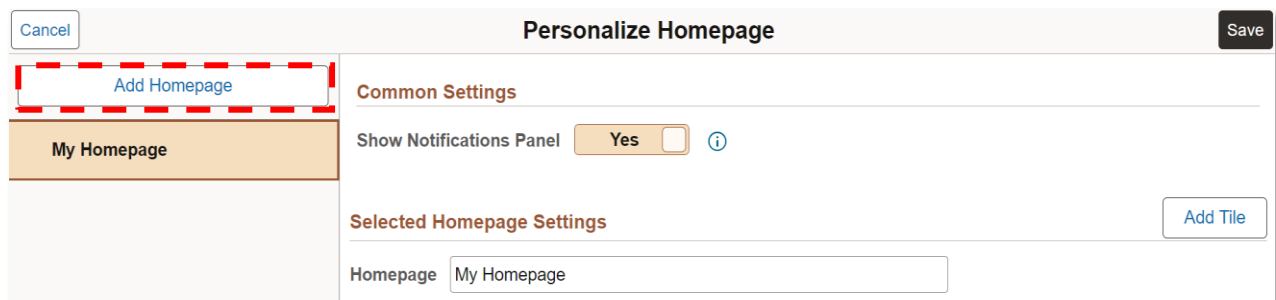 Cancel
Personalize Homepage
Save
Add Homepage
My Homepage
Common Settings
Show Notifications Panel Yes
Selected Homepage Settings
Add Tile
Homepage My Homepage